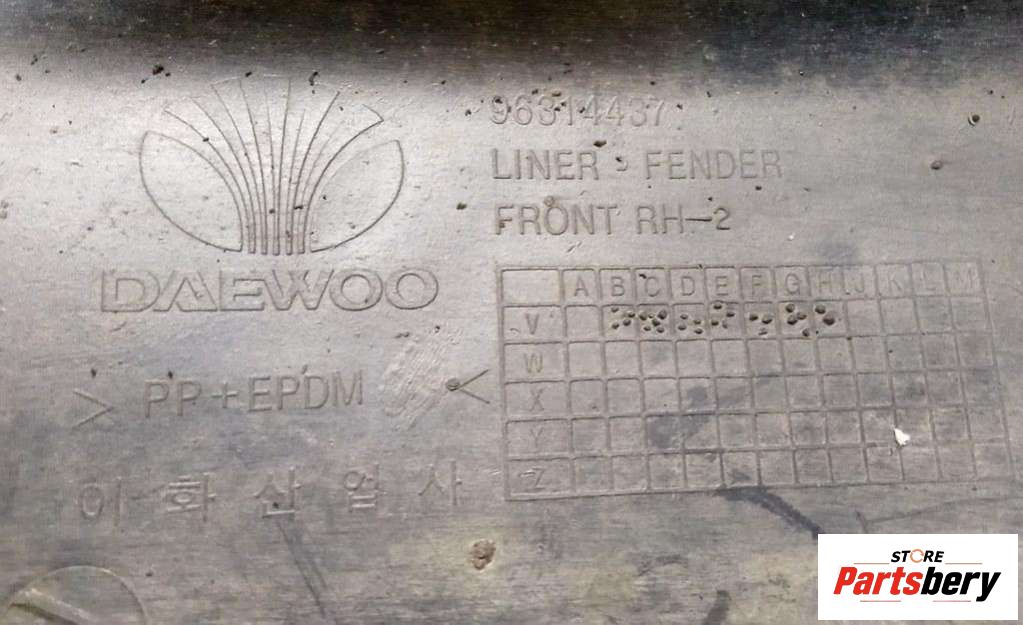 96314437
LINER - FENDER
FRONT RH-2
DAEWOO
> PP+EPDM <
이화산업사
A B C D E F G H J K L M
V
W
X
Y
Z
STORE
Partsbery